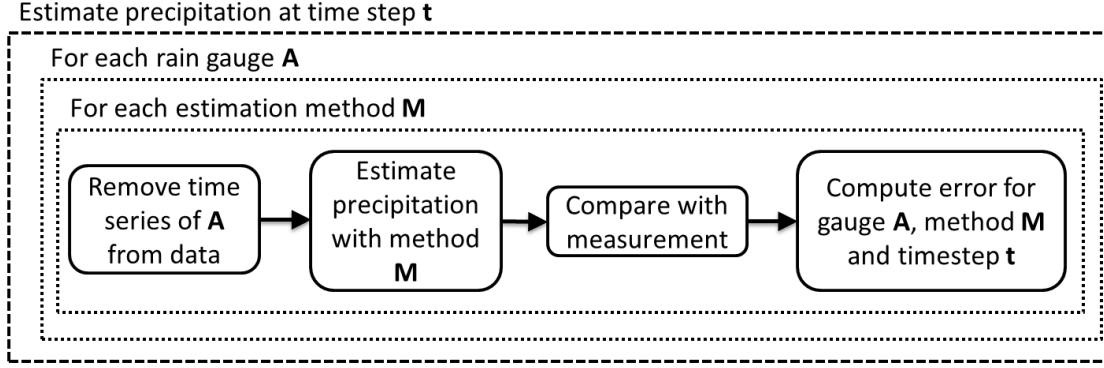 Estimate precipitation at time step t
For each rain gauge A
For each estimation method M
Remove time
series of A
from data
Estimate
precipitation
with method
M
Compare with
measurement
Compute error for
gauge A, method M
and timestep t